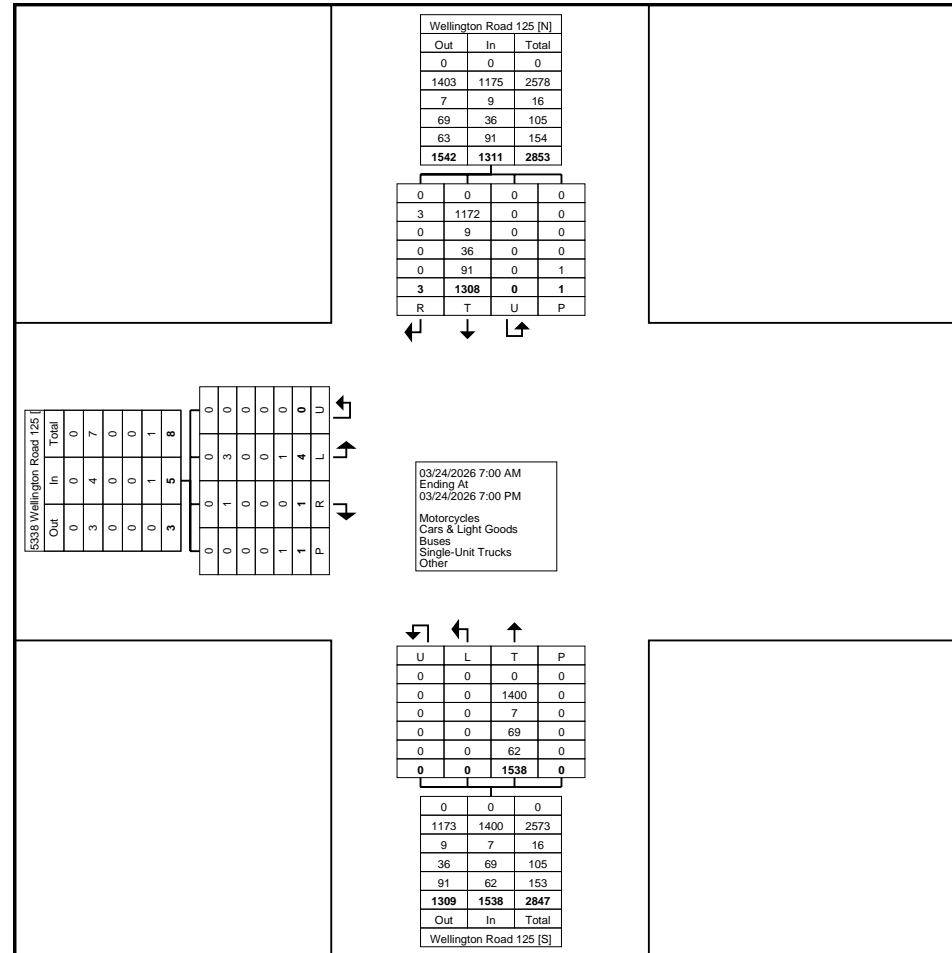 Wellington Road 125 [N]
Out In Total
0 0 0
1403 1175 2578
7 9 16
69 36 105
63 91 154
1542 1311 2853
0 0 0 0
3 1172 0 0
0 9 0 0
0 36 0 0
0 91 0 1
3 1308 0 1
R T U P
5338 Wellington Road 125 [
Out In Total
0 0 0
3 4 7
0 0 0
0 0 0
0 1 1
3 5 8
0 0 0 0 0 0 U
0 3 0 0 1 4 L
0 1 0 0 0 1 R
0 0 0 0 1 1 P
03/24/2026 7:00 AM
Ending At
03/24/2026 7:00 PM
Motorcycles
Cars & Light Goods
Buses
Single-Unit Trucks
Other
U L T P
0 0 0 0
0 0 1400 0
0 0 7 0
0 0 69 0
0 0 62 0
0 0 1538 0
0 0 0
1173 1400 2573
9 7 16
36 69 105
91 62 153
1309 1538 2847
Out In Total
Wellington Road 125 [S]